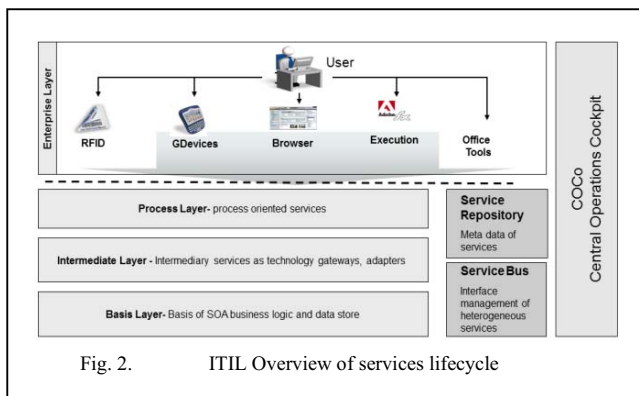 Enterprise Layer
User
RFID
GDevices
Browser
Execution
Office
Tools
Adobe
Process Layer- process oriented services
Intermediate Layer - Intermediary services as technology gateways, adapters
Basis Layer- Basis of SOA business logic and data store
Service
Repository
Meta data of
services
Service Bus
Interface
management of
heterogeneous
services
COCo
Central Operations Cockpit
Fig. 2. ITIL Overview of services lifecycle